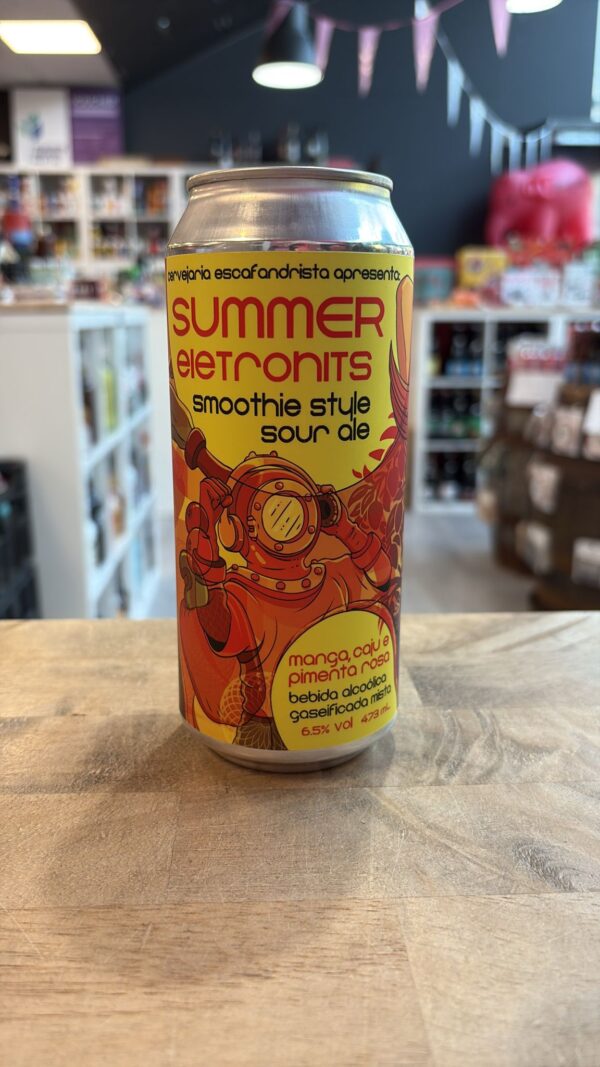 cervejaria escafandrista apresenta:
SUMMER
eletrohits
smoothie style
sour ale
manga, caju e
pimenta rosa
bebida alcoólica
gaseificada mista
6.5% vol 473 mL